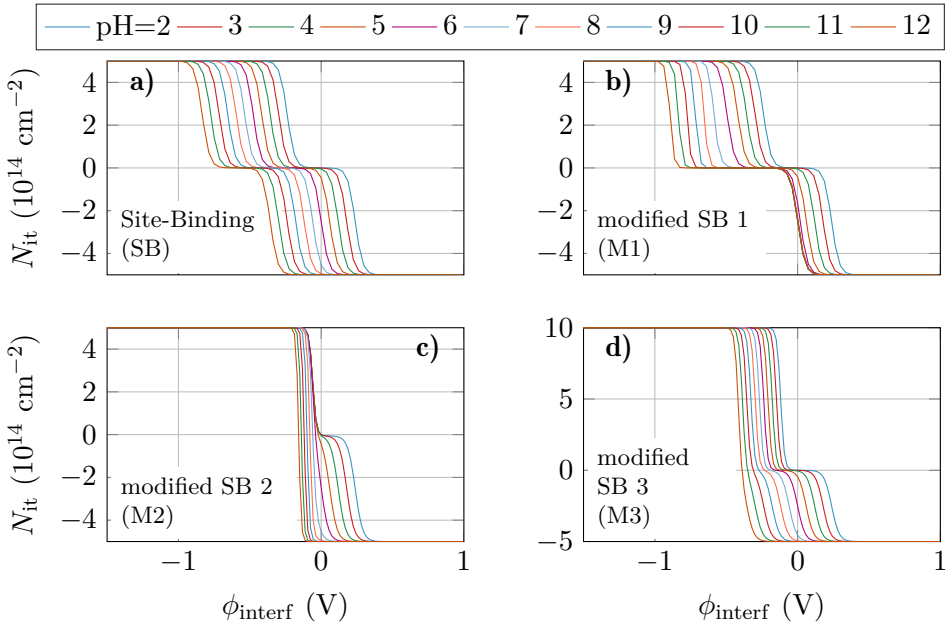 pH=2 3 4 5 6 7 8 9 10 11 12
a) b)
4 4
2 2
0 0
−2 −2
−4 −4
N_it (10^14 cm^−2)
Site-Binding
(SB)
modified SB 1
(M1)
c) d)
4 10
2 5
0 0
−2
−4 −5
N_it (10^14 cm^−2)
modified SB 2
(M2)
modified
SB 3
(M3)
−1 0 1 −1 0 1
ϕ_interf (V) ϕ_interf (V)